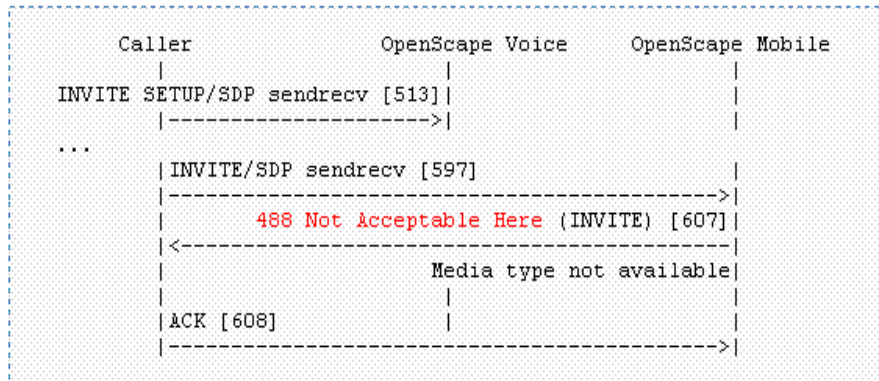 Caller OpenScape Voice OpenScape Mobile
INVITE SETUP/SDP sendrecv [513]
...
INVITE/SDP sendrecv [597]
488 Not Acceptable Here (INVITE) [607]
Media type not available
ACK [608]